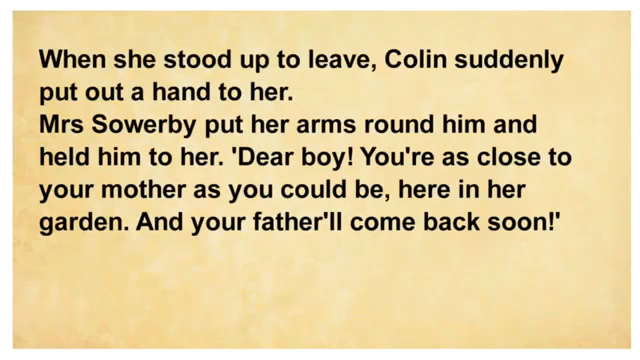 When she stood up to leave, Colin suddenly
put out a hand to her.
Mrs Sowerby put her arms round him and
held him to her. 'Dear boy! You're as close to
your mother as you could be, here in her
garden. And your father'll come back soon!'